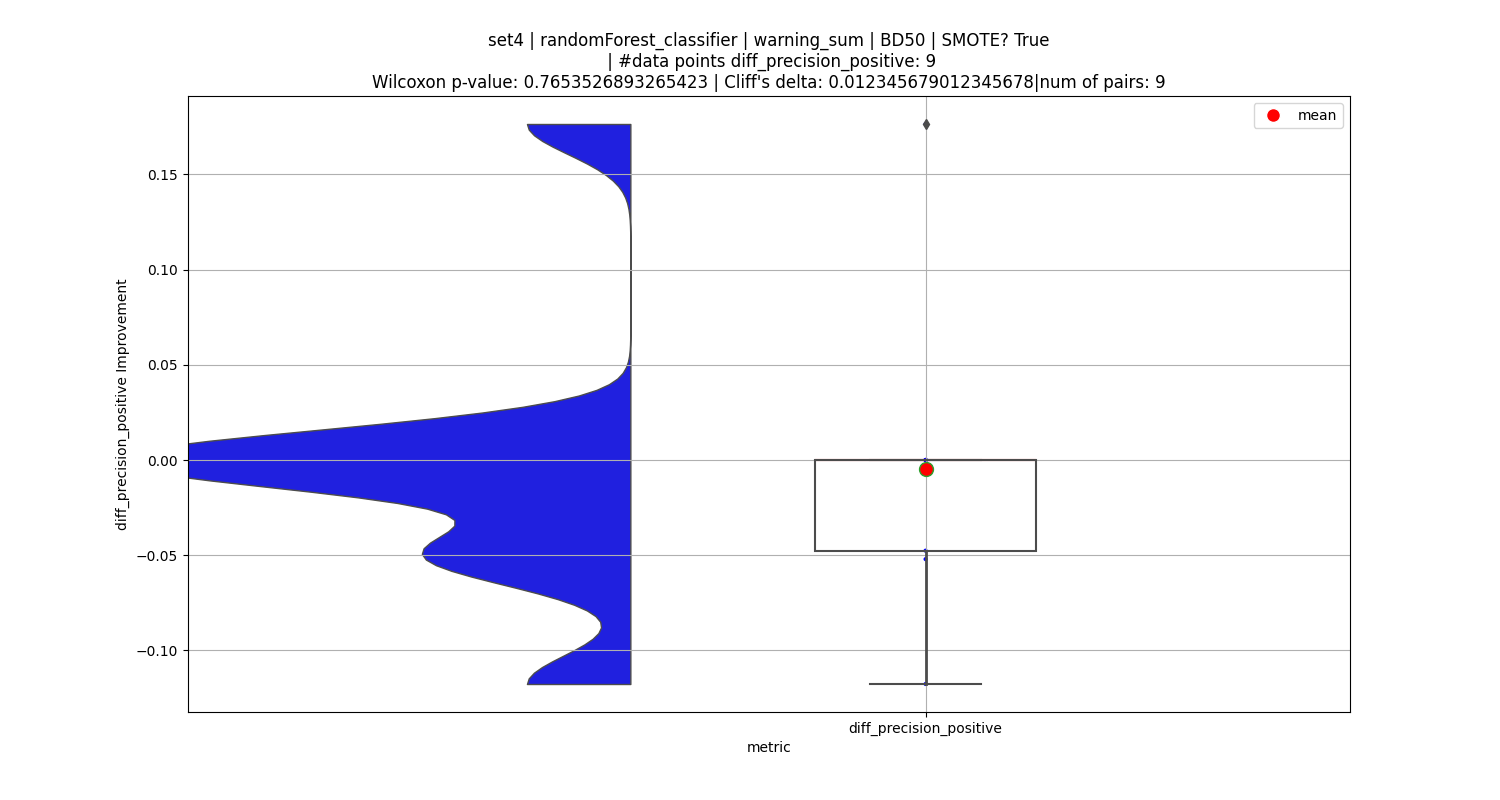 set4 | randomForest_classifier | warning_sum | BD50 | SMOTE? True
| #data points diff_precision_positive: 9
Wilcoxon p-value: 0.7653526893265423 | Cliff's delta: 0.012345679012345678|num of pairs: 9
mean
0.15
0.10
0.05
0.00
−0.05
−0.10
diff_precision_positive Improvement
diff_precision_positive
metric